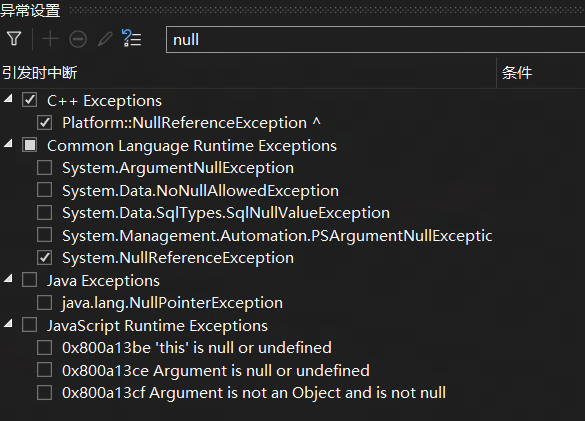 异常设置
null
引发时中断 条件
C++ Exceptions
Platform::NullReferenceException ^
Common Language Runtime Exceptions
System.ArgumentNullException
System.Data.NoNullAllowedException
System.Data.SqlTypes.SqlNullValueException
System.Management.Automation.PSArgumentNullExceptic
System.NullReferenceException
Java Exceptions
java.lang.NullPointerException
JavaScript Runtime Exceptions
0x800a13be 'this' is null or undefined
0x800a13ce Argument is null or undefined
0x800a13cf Argument is not an Object and is not null